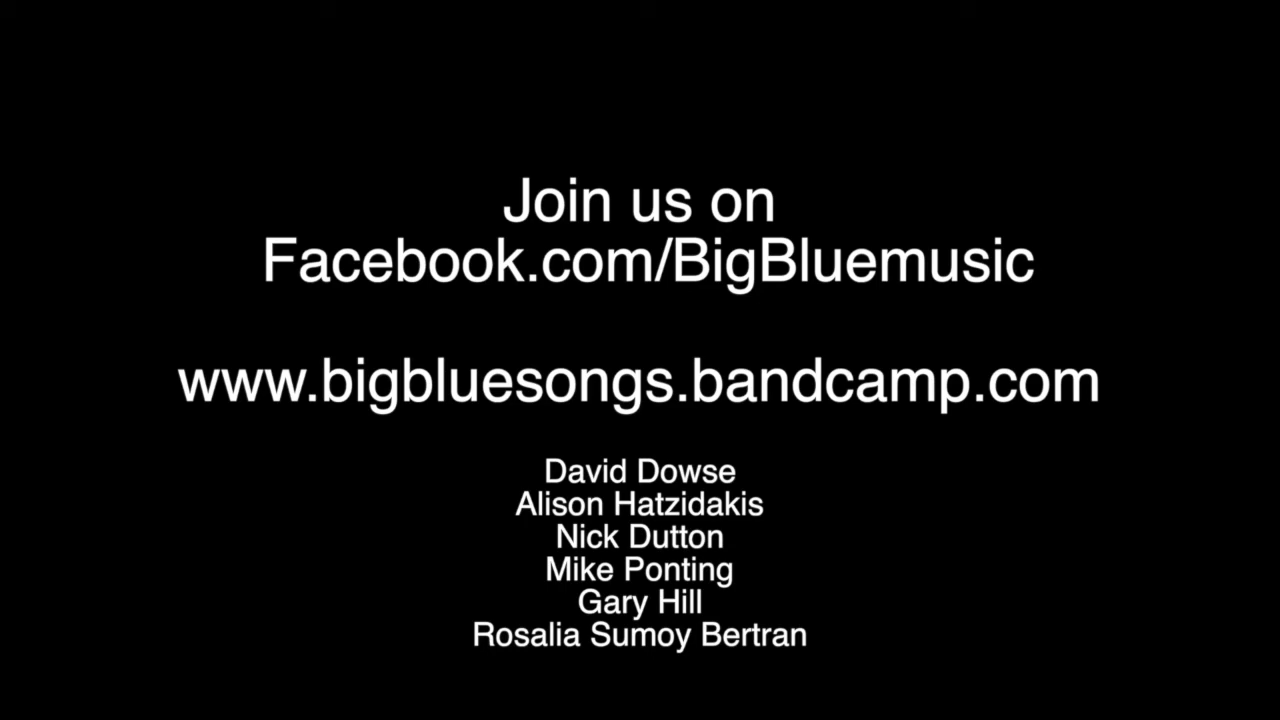 Join us on
Facebook.com/BigBluemusic
www.bigbluesongs.bandcamp.com
David Dowse
Alison Hatzidakis
Nick Dutton
Mike Ponting
Gary Hill
Rosalia Sumoy Bertran